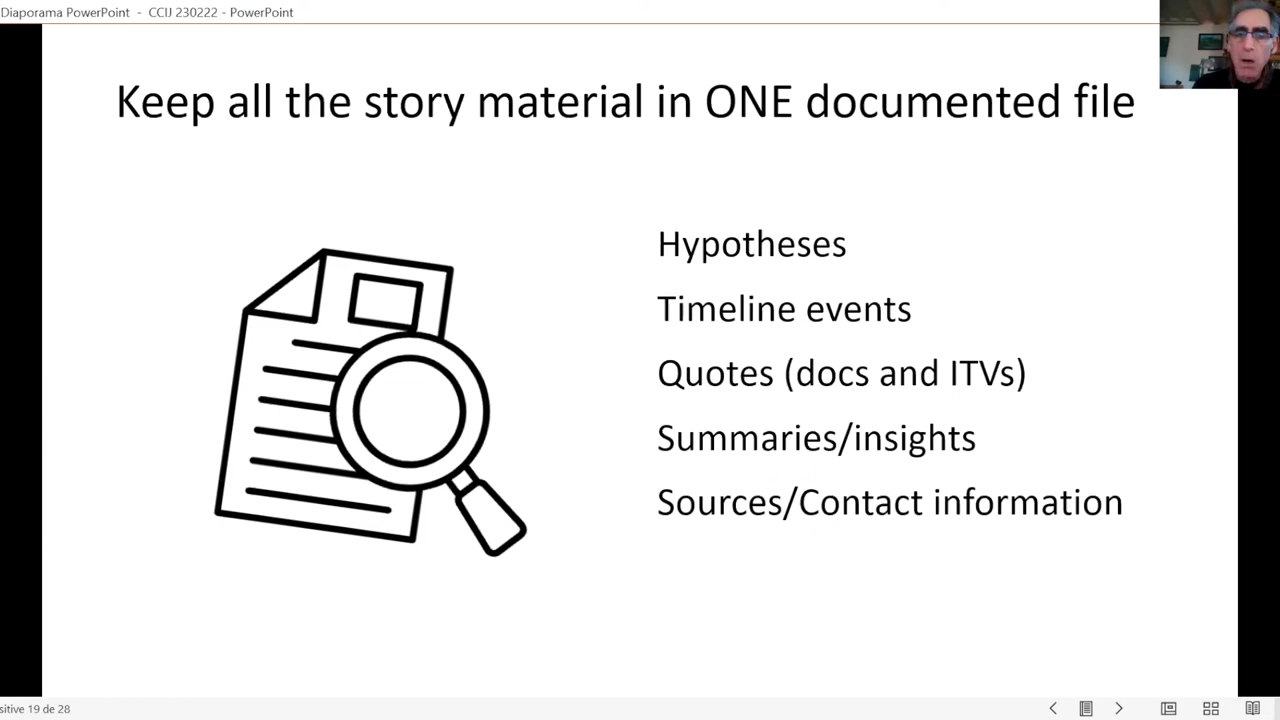 Diaporama PowerPoint - CCIJ 230222 - PowerPoint
Keep all the story material in ONE documented file
Hypotheses
Timeline events
Quotes (docs and ITVs)
Summaries/insights
Sources/Contact information
sitive 19 de 28